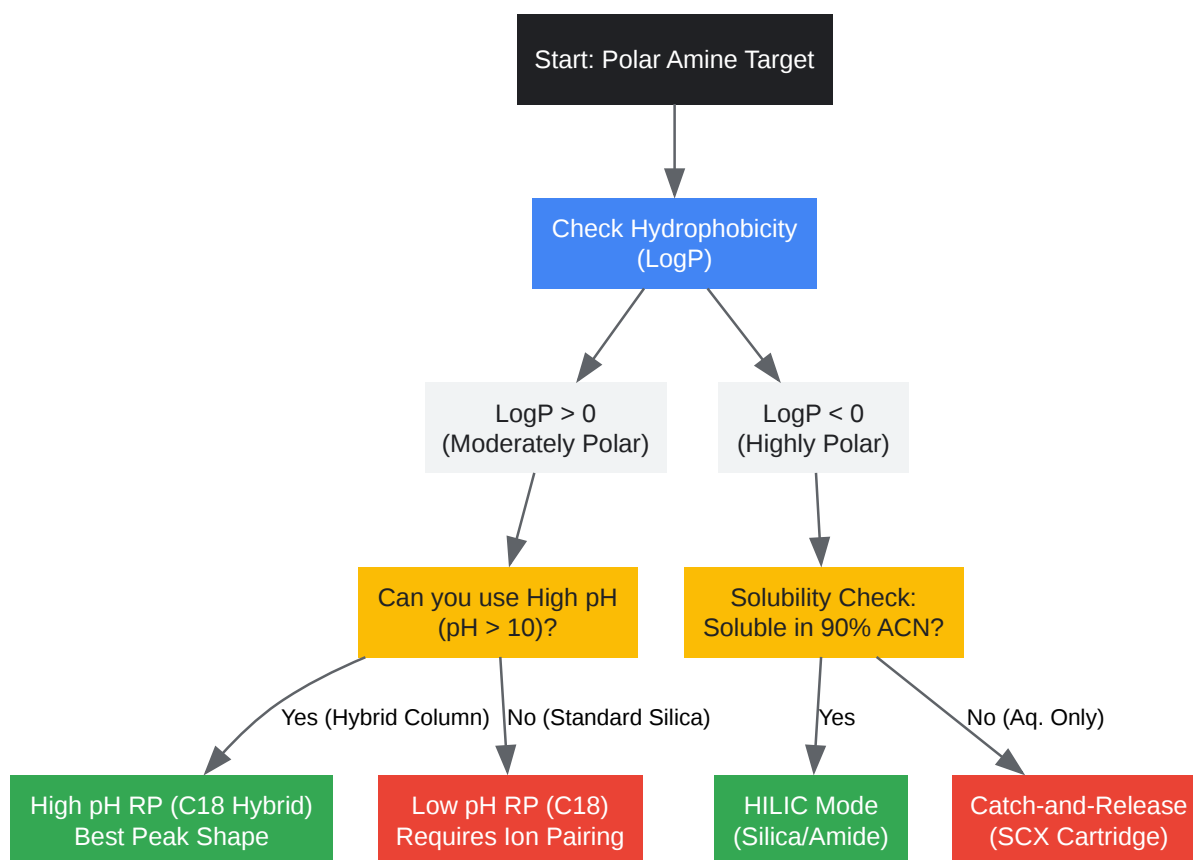 Start: Polar Amine Target
Check Hydrophobicity
(LogP)
LogP > 0
(Moderately Polar)
LogP < 0
(Highly Polar)
Can you use High pH
(pH > 10)?
Solubility Check:
Soluble in 90% ACN?
Yes (Hybrid Column)
No (Standard Silica)
Yes
No (Aq. Only)
High pH RP (C18 Hybrid)
Best Peak Shape
Low pH RP (C18)
Requires Ion Pairing
HILIC Mode
(Silica/Amide)
Catch-and-Release
(SCX Cartridge)